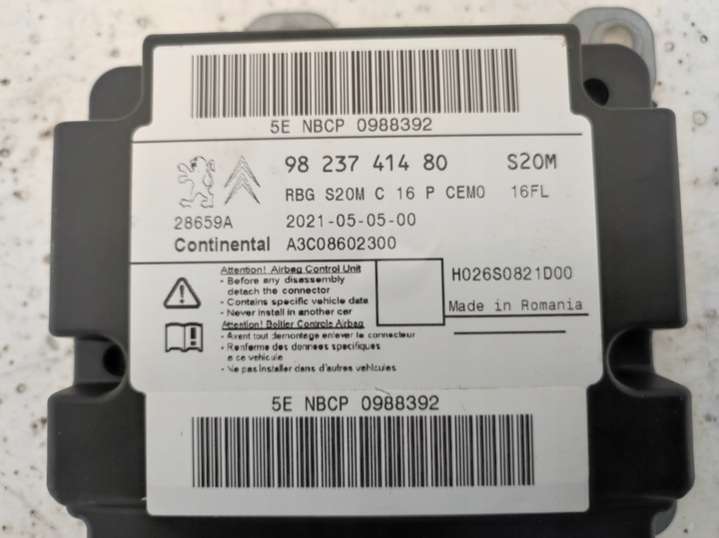 5E NBCP 0988392
98 237 414 80 S20M
RBG S20M C 16 P CEMO 16FL
28659A 2021-05-05-00
Continental A3C08602300
Attention! Airbag Control Unit
- Before any disassembly
detach the connector
- Contains specific vehicle date
- Never install in another car
Attention! Boîtier Controle Airbag
- Avant tout demontage enlever le connecteur
- Renferme des donnees specifiques
a ce vehicule
- Ne pas installer dans d'autres vehicules
H026S0821D00
Made in Romania
5E NBCP 0988392